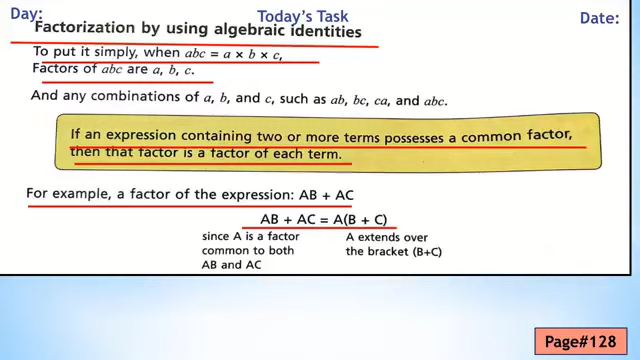 Day:
Today's Task
Date:
Factorization by using algebraic identities
To put it simply, when abc = a × b × c,
Factors of abc are a, b, c.
And any combinations of a, b, and c, such as ab, bc, ca, and abc.
If an expression containing two or more terms possesses a common factor,
then that factor is a factor of each term.
For example, a factor of the expression: AB + AC
AB + AC = A(B + C)
since A is a factor
common to both
AB and AC
A extends over
the bracket (B+C)
Page#128